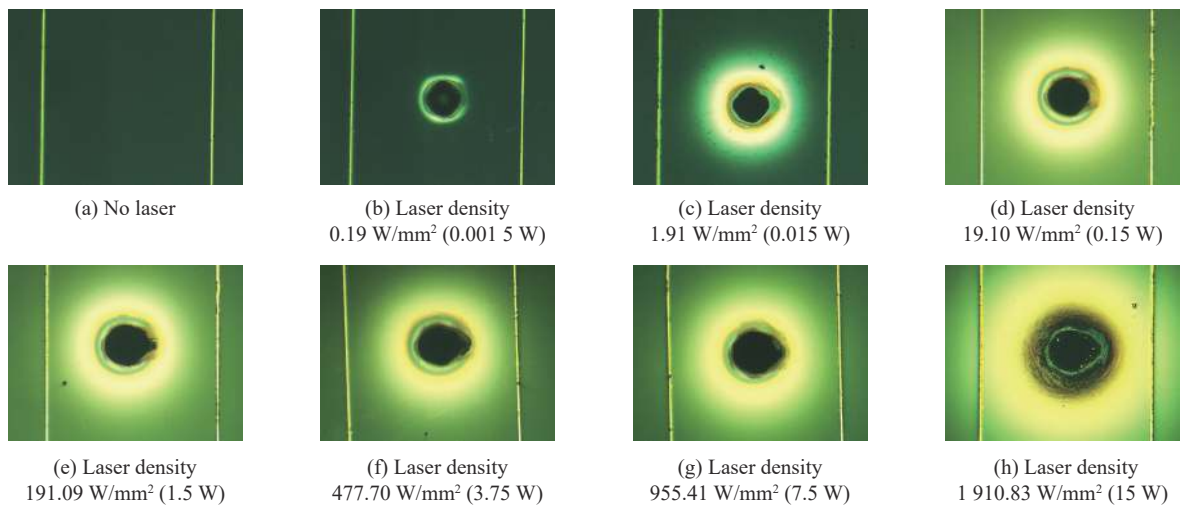 (a) No laser
(b) Laser density
0.19 W/mm² (0.001 5 W)
(c) Laser density
1.91 W/mm² (0.015 W)
(d) Laser density
19.10 W/mm² (0.15 W)
(e) Laser density
191.09 W/mm² (1.5 W)
(f) Laser density
477.70 W/mm² (3.75 W)
(g) Laser density
955.41 W/mm² (7.5 W)
(h) Laser density
1 910.83 W/mm² (15 W)